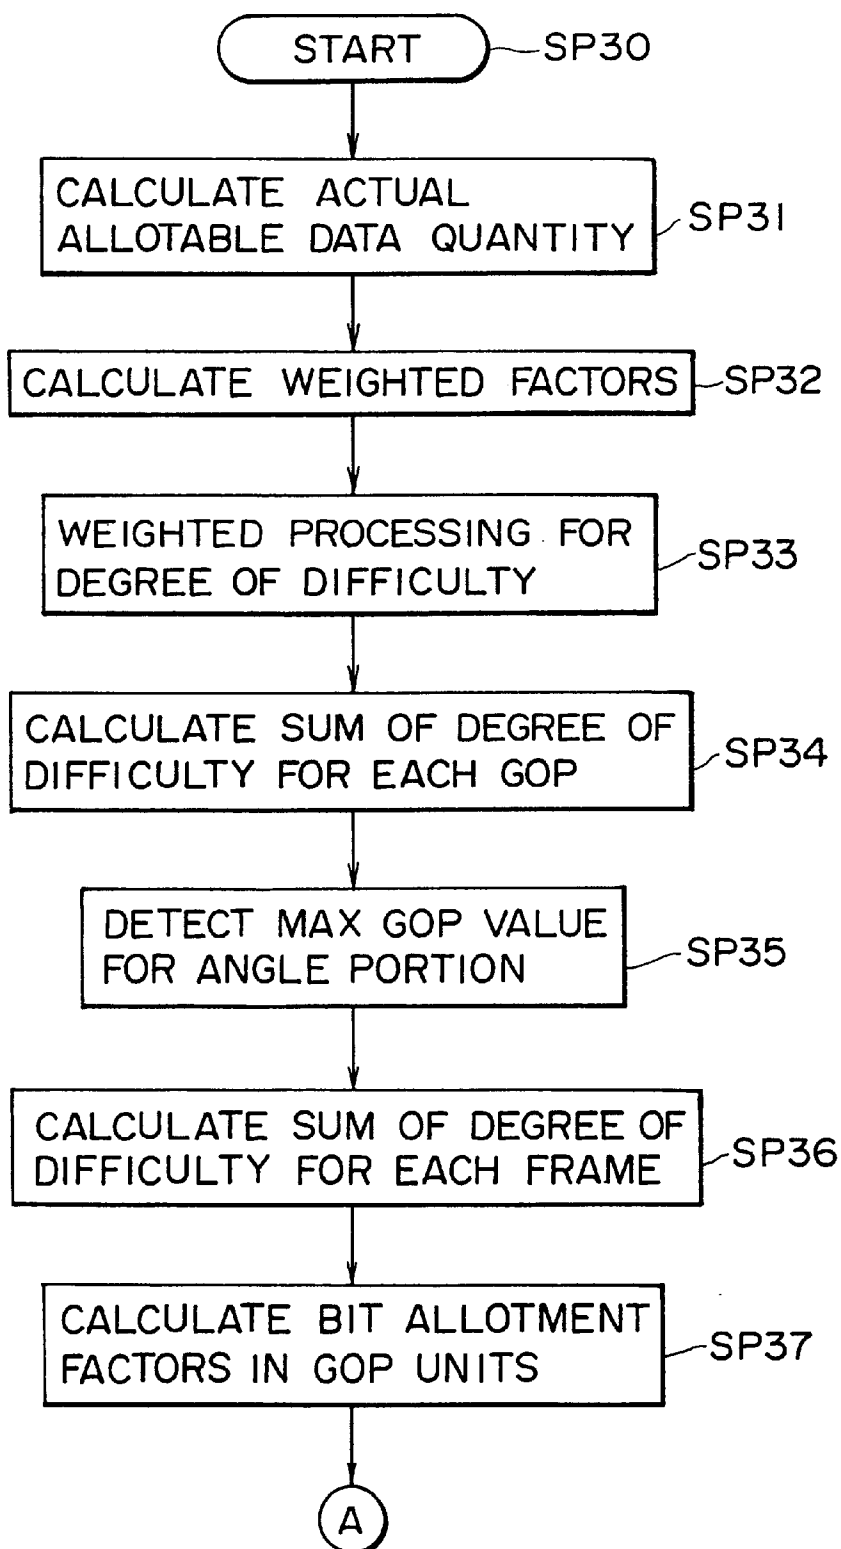 START
SP30
CALCULATE ACTUAL
ALLOTABLE DATA QUANTITY
SP31
CALCULATE WEIGHTED FACTORS
SP32
WEIGHTED PROCESSING FOR
DEGREE OF DIFFICULTY
SP33
CALCULATE SUM OF DEGREE OF
DIFFICULTY FOR EACH GOP
SP34
DETECT MAX GOP VALUE
FOR ANGLE PORTION
SP35
CALCULATE SUM OF DEGREE OF
DIFFICULTY FOR EACH FRAME
SP36
CALCULATE BIT ALLOTMENT
FACTORS IN GOP UNITS
SP37
A